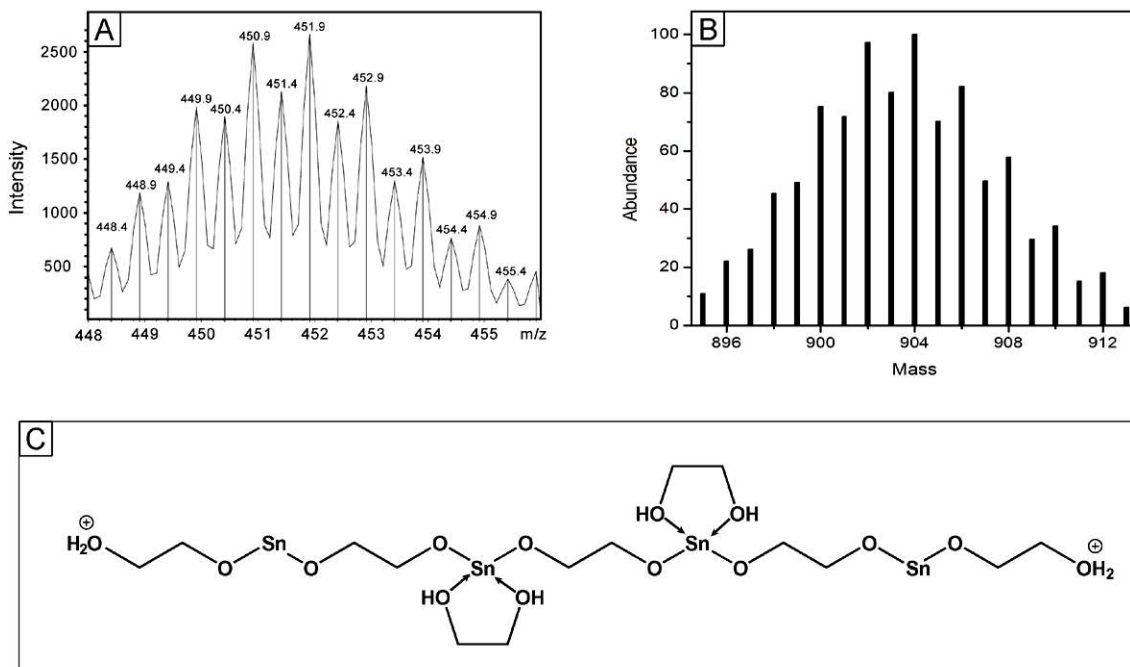 A
2500
2000
1500
1000
500
Intensity
448.4
448.9
449.4
449.9
450.4
450.9
451.4
451.9
452.4
452.9
453.4
453.9
454.4
454.9
455.4
448 449 450 451 452 453 454 455 m/z
B
100
80
60
40
20
0
Abundance
896 900 904 908 912
Mass
C
HO OH
⊕ Sn O O Sn O O ⊕
H2O O O Sn O O Sn OH2
HO OH